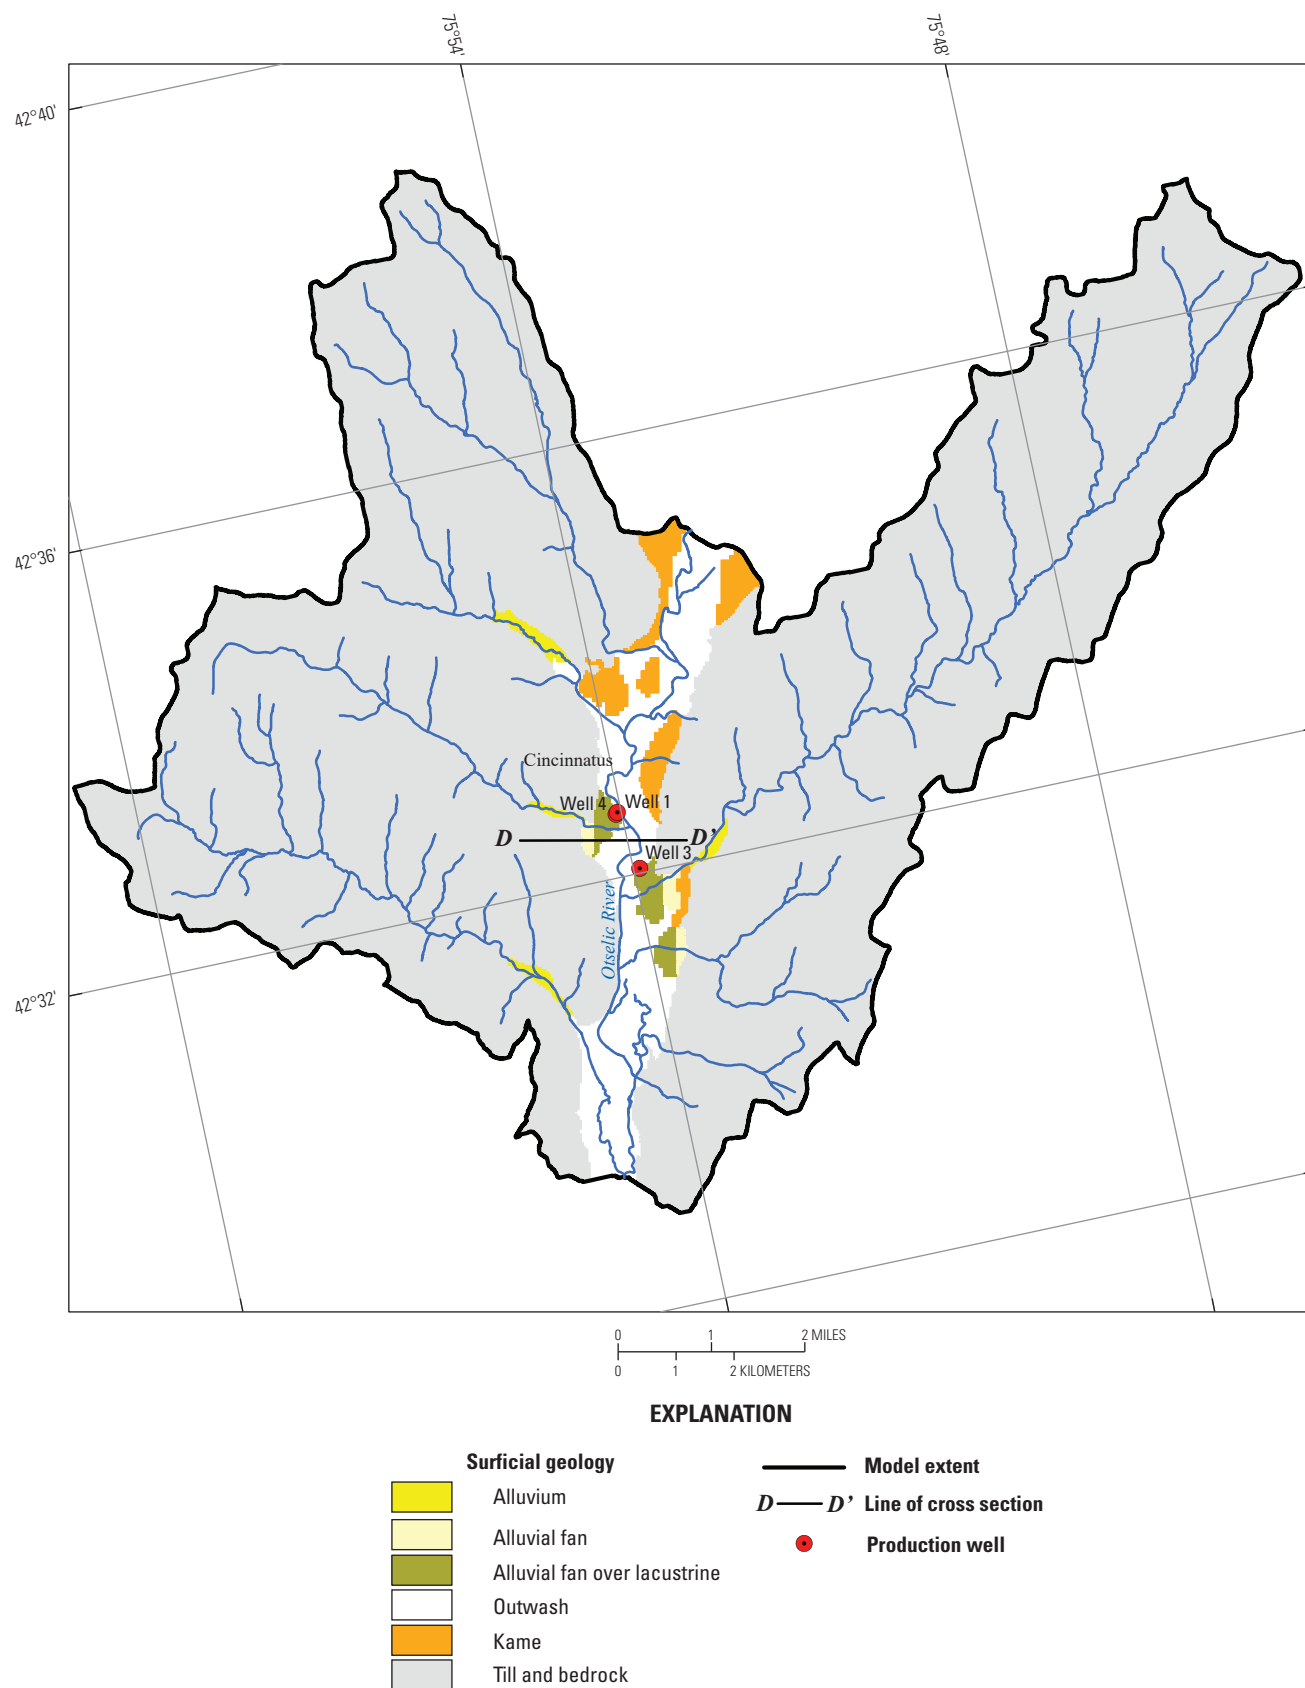 75°54'
75°48'
42°40'
42°36'
42°32'
Cincinnatus
Well 4
Well 1
D
D'
Well 3
Otselic River
0 1 2 MILES
0 1 2 KILOMETERS
EXPLANATION
Surficial geology
Alluvium
Alluvial fan
Alluvial fan over lacustrine
Outwash
Kame
Till and bedrock
Model extent
D D' Line of cross section
Production well